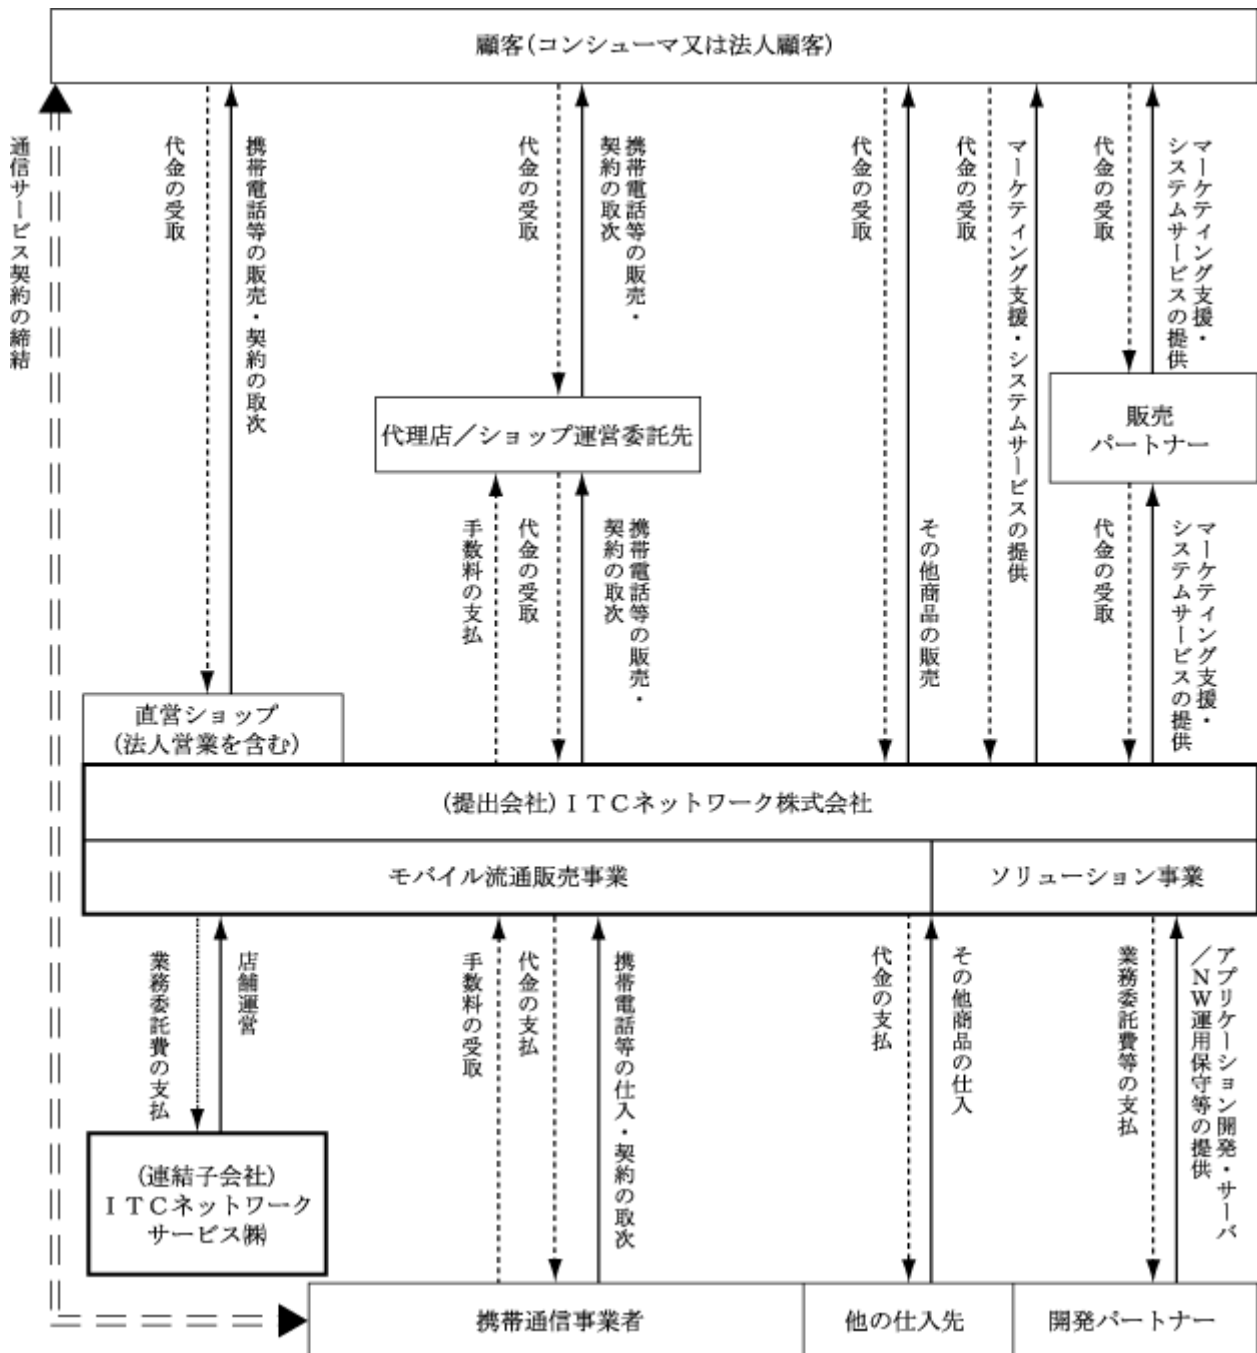 顧客(コンシューマ又は法人顧客)
通信サービス契約の締結
代金の受取
携帯電話等の販売・契約の取次
代金の受取
携帯電話等の販売・
契約の取次
代金の受取
代金の受取
マーケティング支援・システムサービスの提供
代金の受取
マーケティング支援・
システムサービスの提供
代理店／ショップ運営委託先
販売
パートナー
手数料の支払
代金の受取
携帯電話等の販売・
契約の取次
その他商品の販売
代金の受取
マーケティング支援・
システムサービスの提供
直営ショップ
(法人営業を含む)
(提出会社)ＩＴＣネットワーク株式会社
モバイル流通販売事業
ソリューション事業
業務委託費の支払
店舗運営
手数料の受取
代金の支払
携帯電話等の仕入・契約の取次
代金の支払
その他商品の仕入
業務委託費等の支払
アプリケーション開発・サーバ
／ＮＷ運用保守等の提供
(連結子会社)
ＩＴＣネットワーク
サービス㈱
携帯通信事業者
他の仕入先
開発パートナー